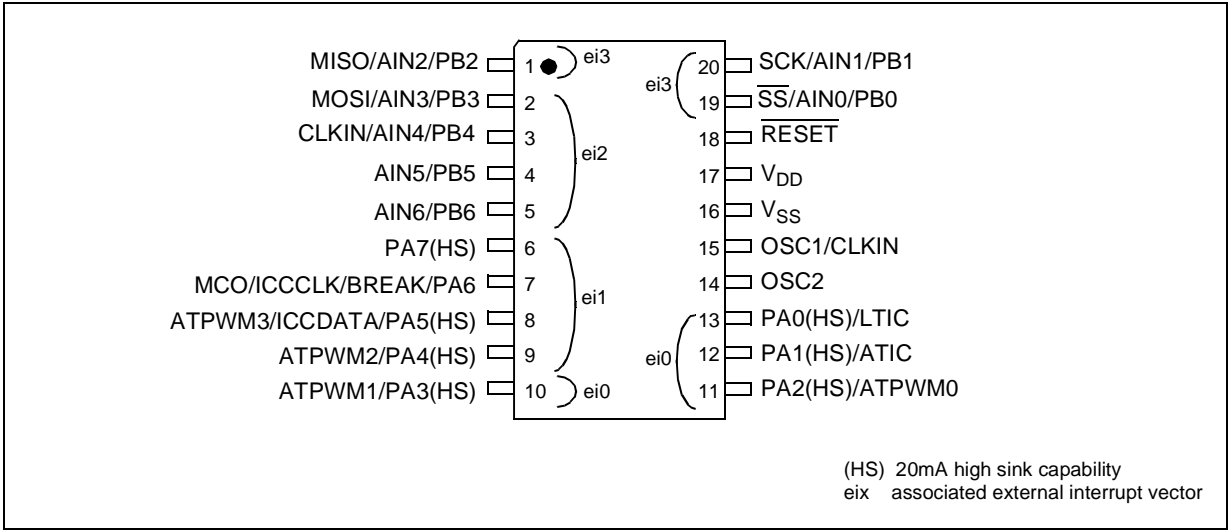 MISO/AIN2/PB2 1 ei3
MOSI/AIN3/PB3 2
CLKIN/AIN4/PB4 3
AIN5/PB5 4
ei2
AIN6/PB6 5
PA7(HS) 6
MCO/ICCCLK/BREAK/PA6 7
ei1
ATPWM3/ICCDATA/PA5(HS) 8
ATPWM2/PA4(HS) 9
ATPWM1/PA3(HS) 10 ei0
20 SCK/AIN1/PB1
ei3
19 SS/AIN0/PB0
18 RESET
17 VDD
16 VSS
15 OSC1/CLKIN
14 OSC2
13 PA0(HS)/LTIC
ei0 12 PA1(HS)/ATIC
11 PA2(HS)/ATPWM0
(HS) 20mA high sink capability
eix associated external interrupt vector